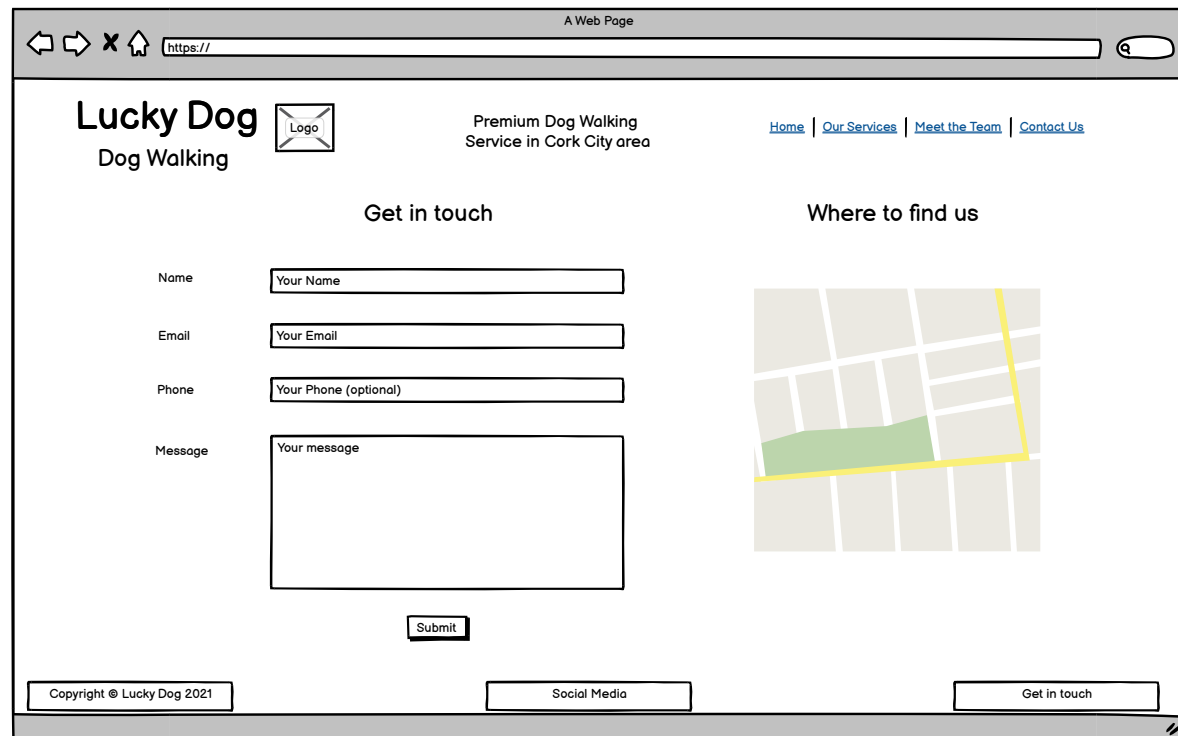 A Web Page
https://
Lucky Dog
Dog Walking
Logo
Premium Dog Walking
Service in Cork City area
Home
Our Services
Meet the Team
Contact Us
Get in touch
Where to find us
Name
Your Name
Email
Your Email
Phone
Your Phone (optional)
Message
Your message
Submit
Copyright © Lucky Dog 2021
Social Media
Get in touch